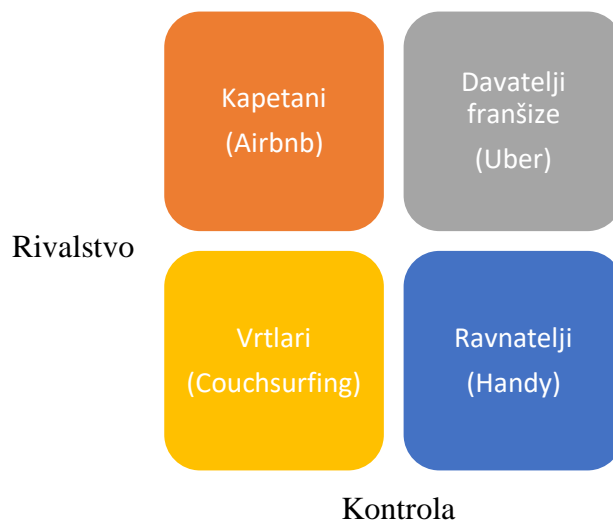 Kapetani
(Airbnb)
Davatelji
franšize
(Uber)
Rivalstvo
Vrtlari
(Couchsurfing)
Ravnatelji
(Handy)
Kontrola